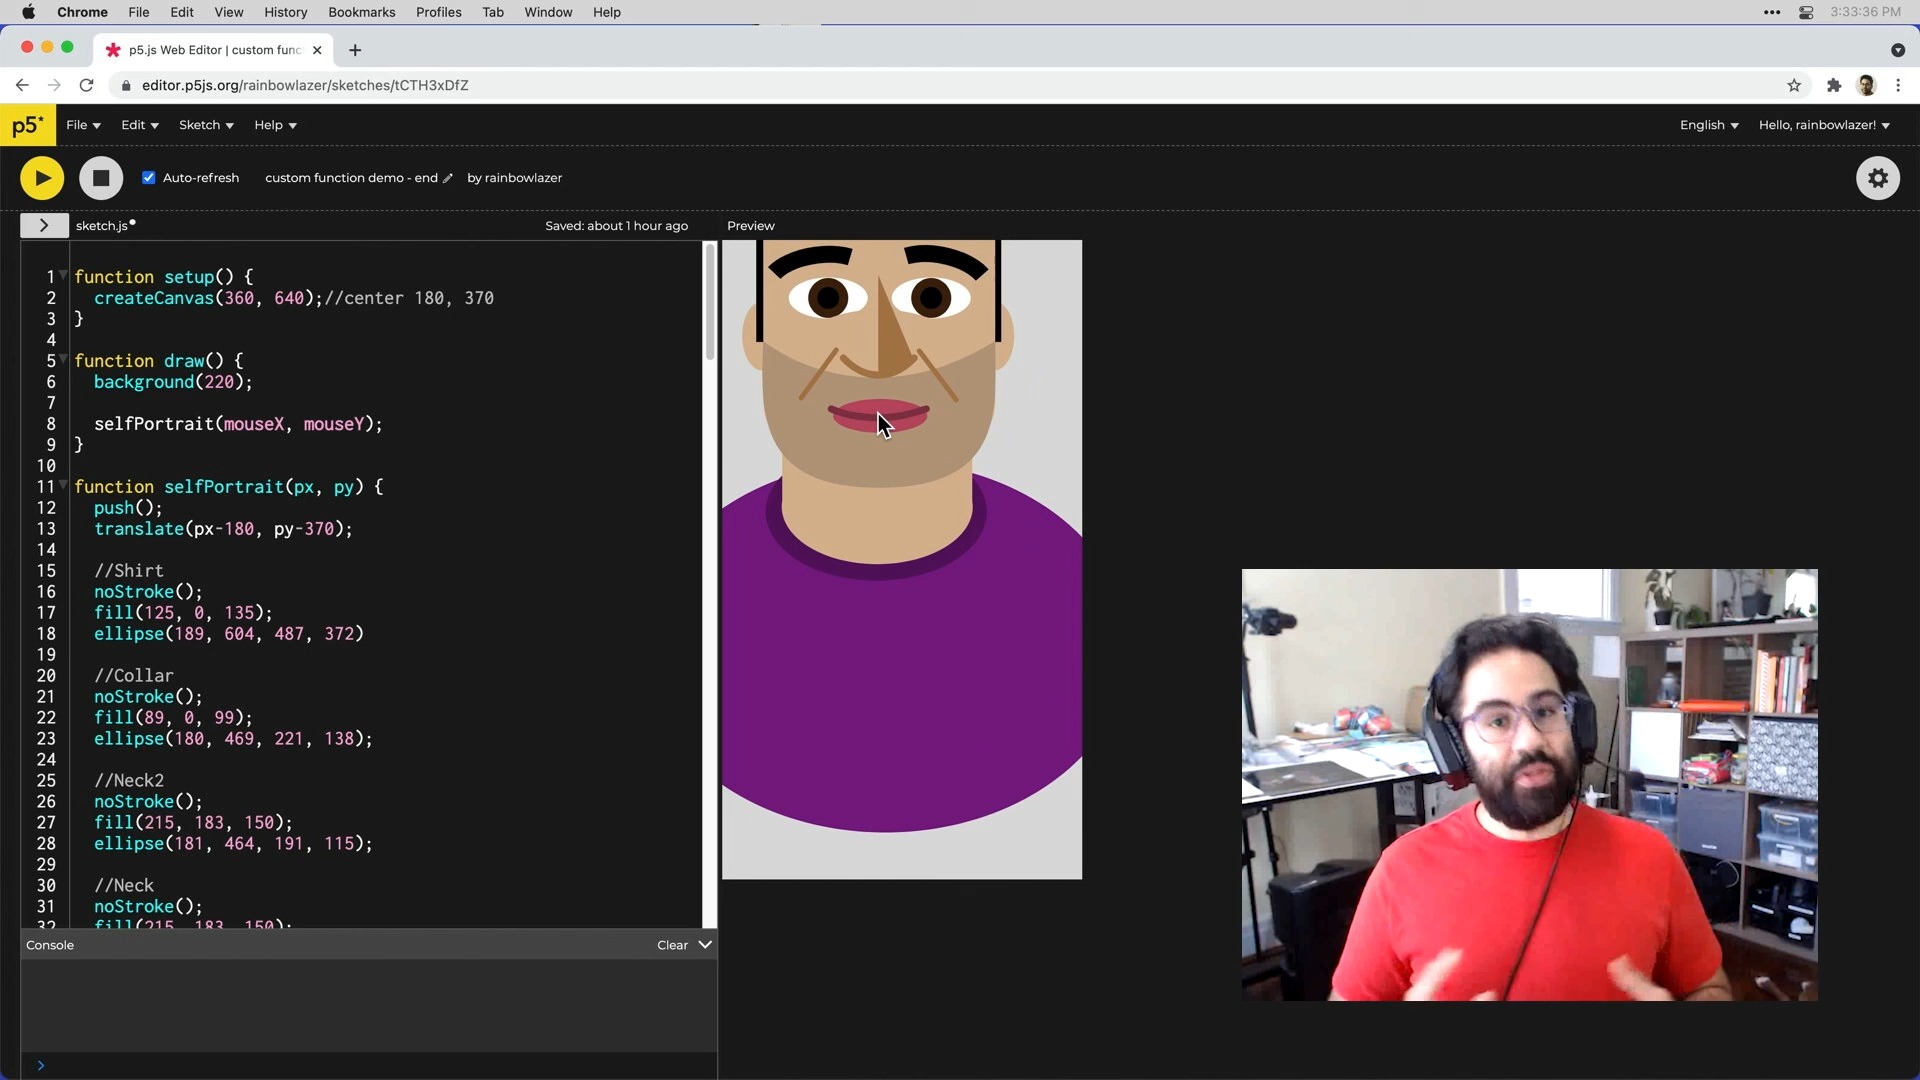 Chrome File Edit View History Bookmarks Profiles Tab Window Help 3:33:36 PM
p5.js Web Editor | custom func
editor.p5js.org/rainbowlazer/sketches/tCTH3xDfZ
p5* File Edit Sketch Help English Hello, rainbowlazer!
Auto-refresh custom function demo - end by rainbowlazer
sketch.js Saved: about 1 hour ago Preview
1 function setup() {
2 createCanvas(360, 640);//center 180, 370
3 }
4
5 function draw() {
6 background(220);
7
8 selfPortrait(mouseX, mouseY);
9 }
10
11 function selfPortrait(px, py) {
12 push();
13 translate(px-180, py-370);
14
15 //Shirt
16 noStroke();
17 fill(125, 0, 135);
18 ellipse(189, 604, 487, 372)
19
20 //Collar
21 noStroke();
22 fill(89, 0, 99);
23 ellipse(180, 469, 221, 138);
24
25 //Neck2
26 noStroke();
27 fill(215, 183, 150);
28 ellipse(181, 464, 191, 115);
29
30 //Neck
31 noStroke();
32 fill(215, 183, 150);
Console Clear
>